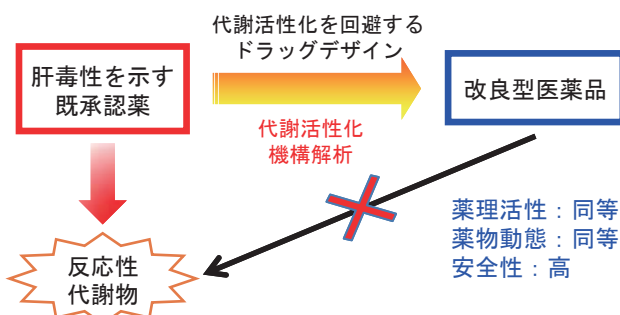 代謝活性化を回避する
ドラッグデザイン
肝毒性を示す
既承認薬
改良型医薬品
代謝活性化
機構解析
薬理活性：同等
薬物動態：同等
安全性：高
反応性
代謝物